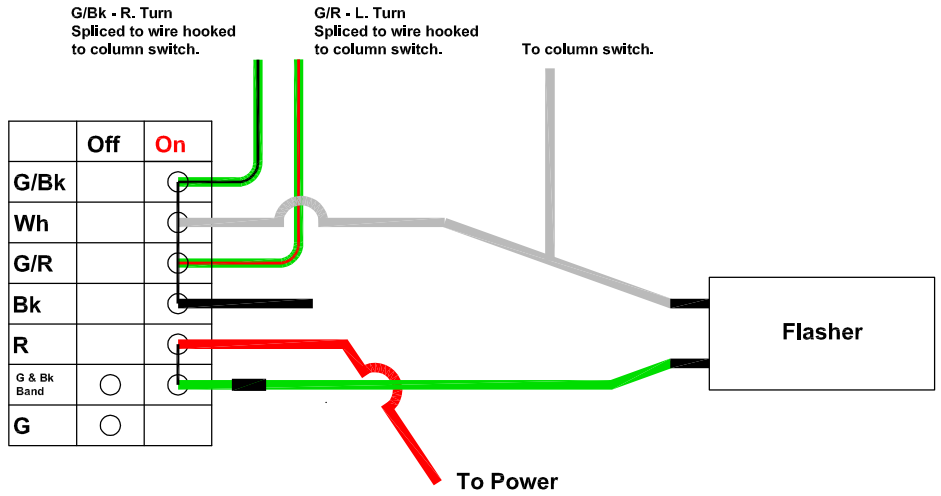 G/Bk - R. Turn
Spliced to wire hooked
to column switch.
G/R - L. Turn
Spliced to wire hooked
to column switch.
To column switch.
Off On
G/Bk
Wh
G/R
Bk
R
G & Bk
Band
G
Flasher
To Power